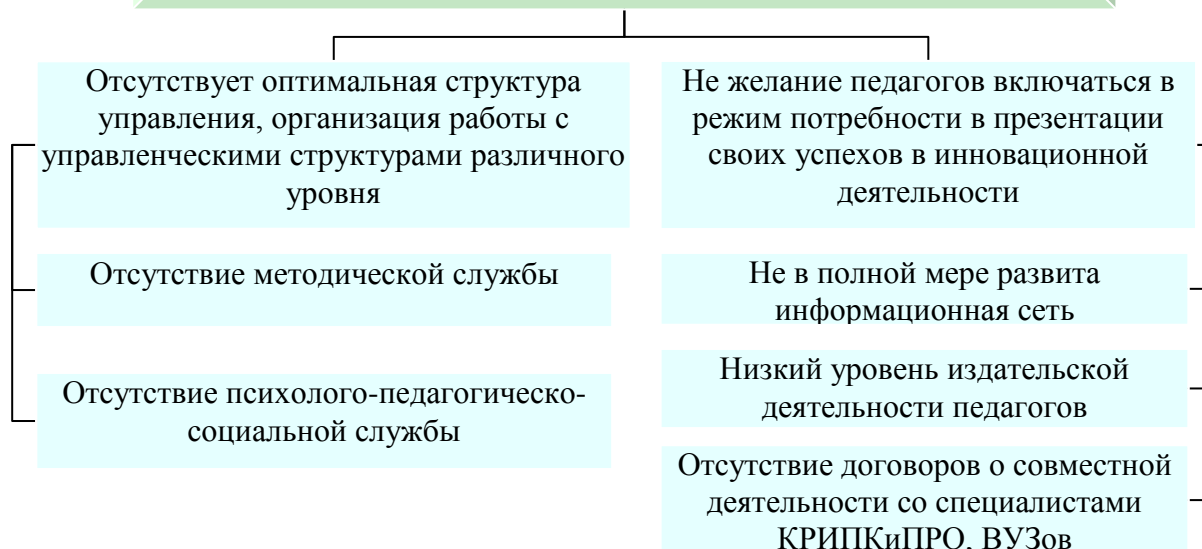 Отсутствует оптимальная структура
управления, организация работы с
управленческими структурами различного
уровня
Отсутствие методической службы
Отсутствие психолого-педагогическо-
социальной службы
Не желание педагогов включаться в
режим потребности в презентации
своих успехов в инновационной
деятельности
Не в полной мере развита
информационная сеть
Низкий уровень издательской
деятельности педагогов
Отсутствие договоров о совместной
деятельности со специалистами
КРИПКиПРО, ВУЗов